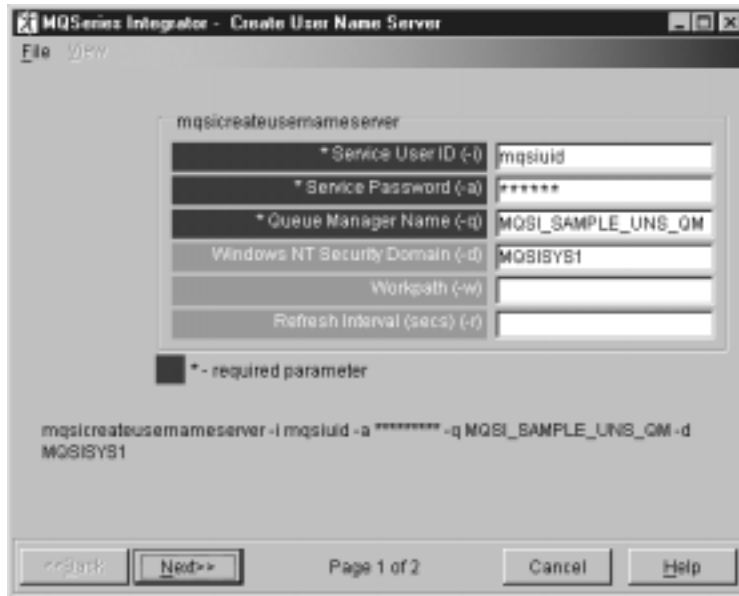 MQSeries Integrator - Create User Name Server
File View
mqsicreateusernameserver
* Service User ID (-i) mqsiuid
* Service Password (-a) ******
* Queue Manager Name (-q) MQSI_SAMPLE_UNS_QM
Windows NT Security Domain (-d) MQSISYS1
Workpath (-w)
Refresh Interval (secs) (-r)
* - required parameter
mqsicreateusernameserver -i mqsiuid -a ********* -q MQSI_SAMPLE_UNS_QM -d
MQSISYS1
<<Back Next>> Page 1 of 2 Cancel Help